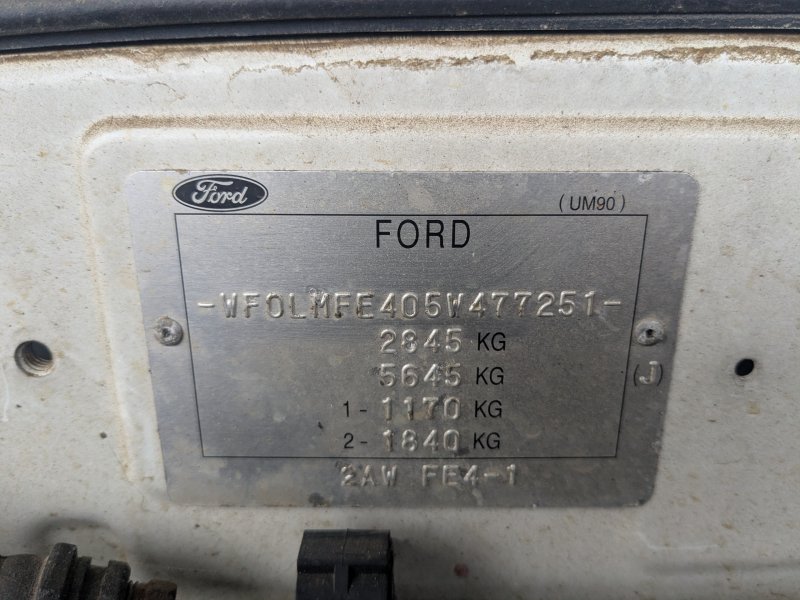 Ford
( UM90 )
FORD
-WF0LMFE405W477251-
2845 KG
5645 KG
(J)
1 - 1170 KG
2 - 1840 KG
2AW FE4-1